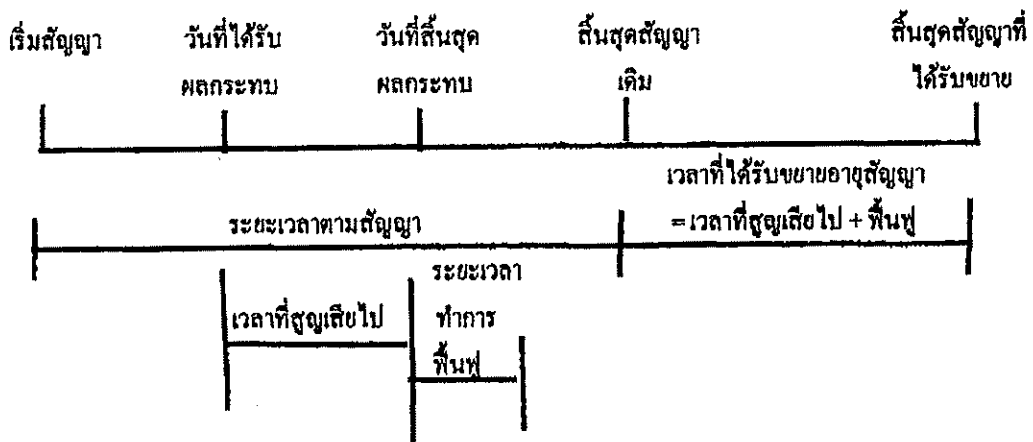 เริ่มสัญญา วันที่ได้รับ วันที่สิ้นสุด สิ้นสุดสัญญา สิ้นสุดสัญญาที่
ผลกระทบ ผลกระทบ เดิม ได้รับขยาย
เวลาที่ได้รับขยายอายุสัญญา
ระยะเวลาตามสัญญา =เวลาที่สูญเสียไป + ฟื้นฟู
ระยะเวลา
เวลาที่สูญเสียไป ทำการ
ฟื้นฟู